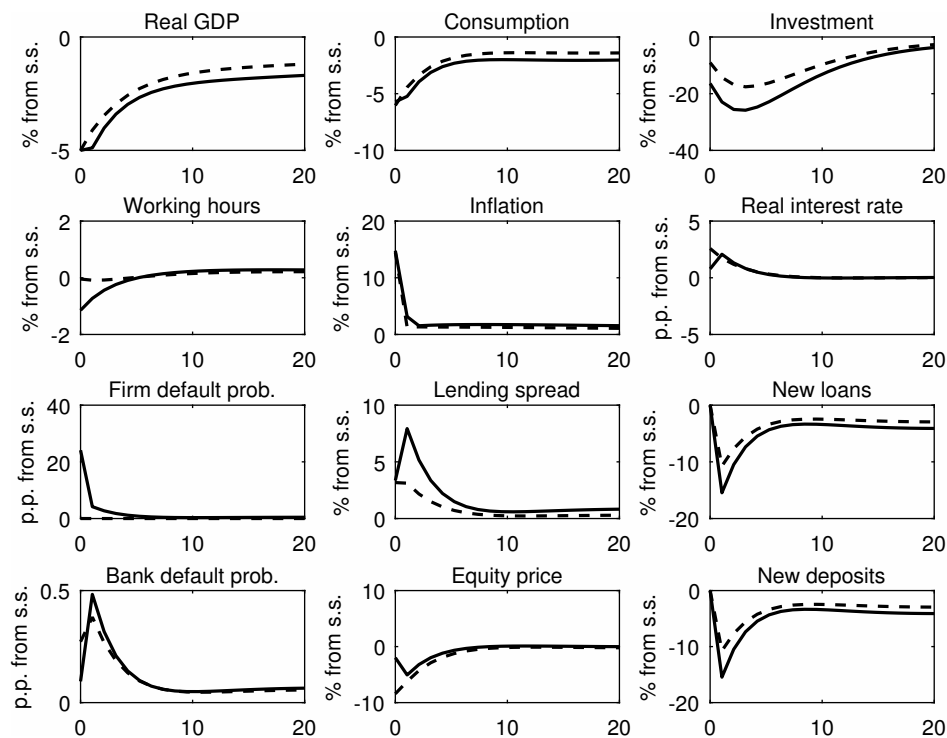 Real GDP
% from s.s.
0
-5
0 10 20
Consumption
% from s.s.
0
-5
-10
0 10 20
Investment
% from s.s.
0
-20
-40
0 10 20
Working hours
% from s.s.
2
0
-2
0 10 20
Inflation
% from s.s.
20
10
0
0 10 20
Real interest rate
p.p. from s.s.
5
0
-5
0 10 20
Firm default prob.
p.p. from s.s.
40
20
0
0 10 20
Lending spread
% from s.s.
10
5
0
0 10 20
New loans
% from s.s.
0
-10
-20
0 10 20
Bank default prob.
p.p. from s.s.
0.5
0
0 10 20
Equity price
% from s.s.
10
0
-10
0 10 20
New deposits
% from s.s.
0
-10
-20
0 10 20